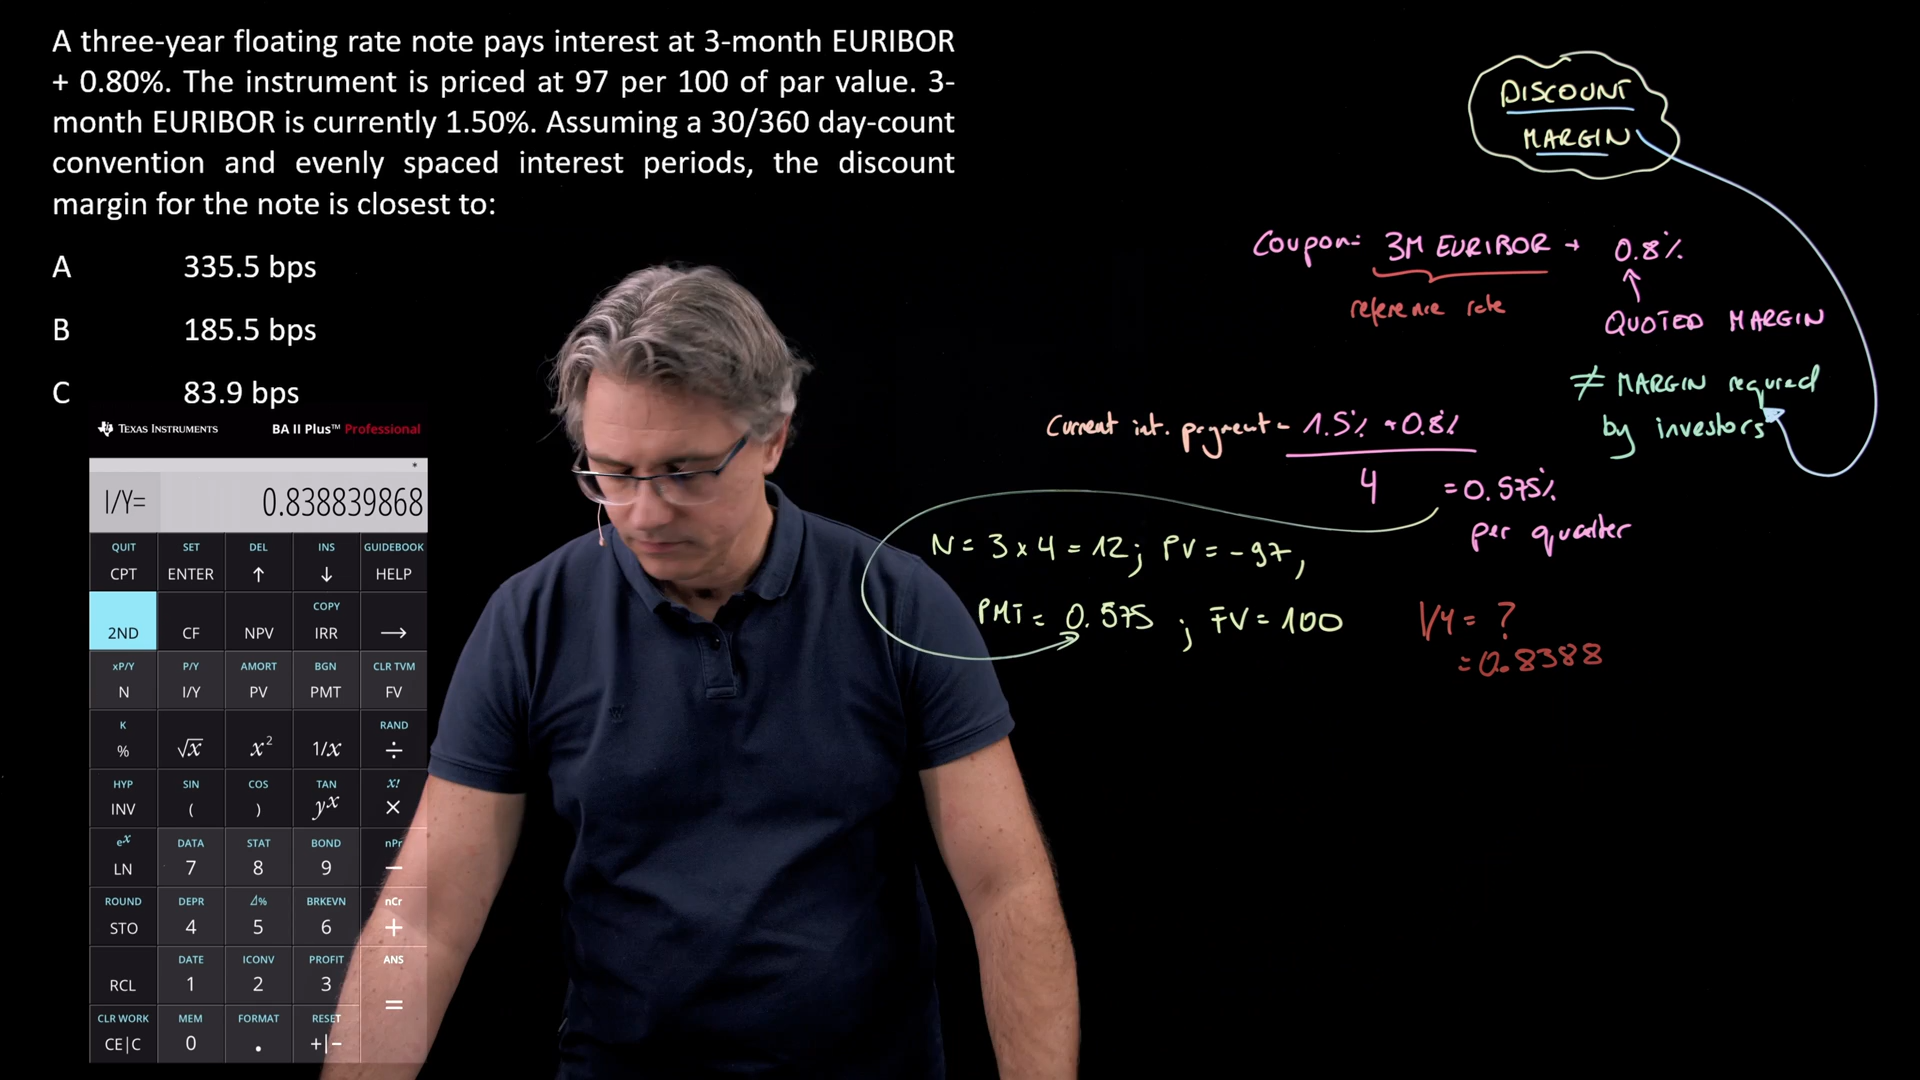 A three-year floating rate note pays interest at 3-month EURIBOR
+ 0.80%. The instrument is priced at 97 per 100 of par value. 3-
month EURIBOR is currently 1.50%. Assuming a 30/360 day-count
convention and evenly spaced interest periods, the discount
margin for the note is closest to:
A 335.5 bps
B 185.5 bps
C 83.9 bps
DISCOUNT
MARGIN
Coupon= 3M EURIBOR + 0.8%
reference rate
QUOTED MARGIN
≠ MARGIN required
by investors
Current int. payment = 1.5% + 0.8%
4
= 0.575%
per quarter
N = 3 x 4 = 12; PV = -97,
PMT = 0.575 ; FV = 100
I/Y = ?
= 0.8388
TEXAS INSTRUMENTS BA II Plus™ Professional
*
I/Y= 0.838839868
QUIT SET DEL INS GUIDEBOOK
CPT ENTER ↑ ↓ HELP
COPY
2ND CF NPV IRR →
xP/Y P/Y AMORT BGN CLR TVM
N I/Y PV PMT FV
K RAND
% √x x² 1/x ÷
HYP SIN COS TAN x!
INV ( ) yˣ ×
eˣ DATA STAT BOND nPr
LN 7 8 9 −
ROUND DEPR Δ% BRKEVN nCr
STO 4 5 6 +
DATE ICONV PROFIT ANS
RCL 1 2 3 =
CLR WORK MEM FORMAT RESET
CE|C 0 . +|−